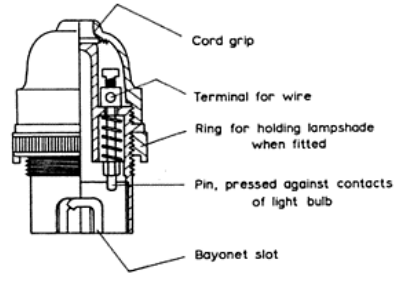 Cord grip
Terminal for wire
Ring for holding lampshade
when fitted
Pin, pressed against contacts
of light bulb
Bayonet slot